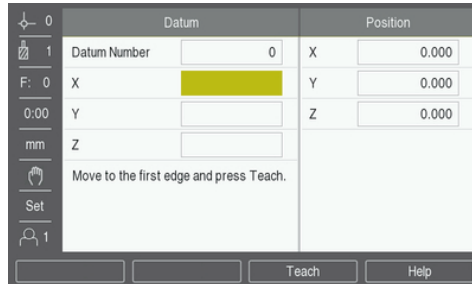 0
Datum
Position
1
Datum Number
0
X
0.000
F: 0
X
Y
0.000
0:00
Y
Z
0.000
mm
Z
Move to the first edge and press Teach.
Set
1
Teach
Help